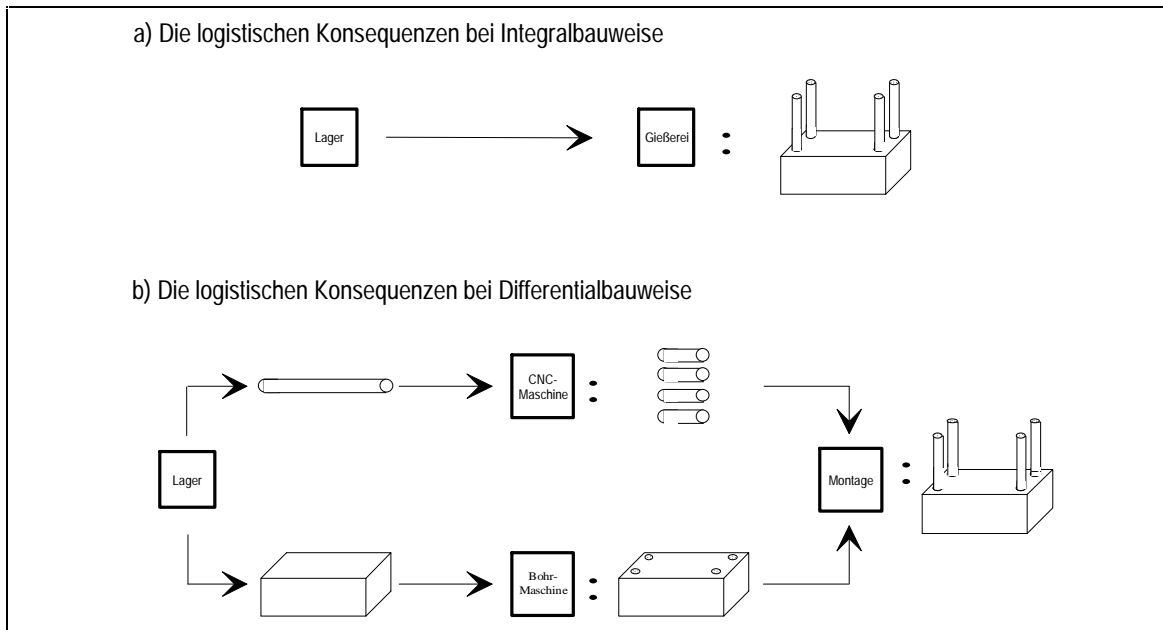 a) Die logistischen Konsequenzen bei Integralbauweise
Lager
Gießerei
:
b) Die logistischen Konsequenzen bei Differentialbauweise
CNC-
Maschine
:
Lager
Montage
:
Bohr-
Maschine
: